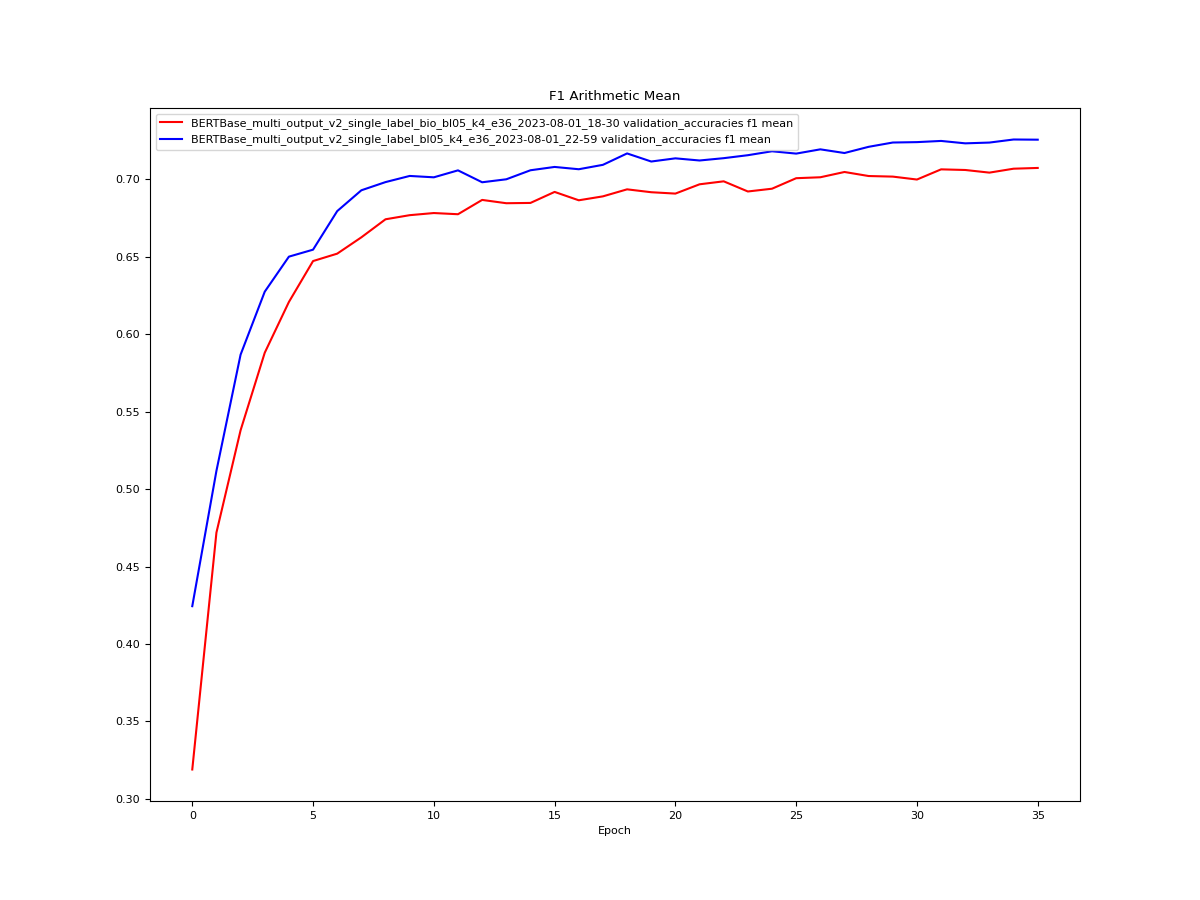 F1 Arithmetic Mean
BERTBase_multi_output_v2_single_label_bio_bl05_k4_e36_2023-08-01_18-30 validation_accuracies f1 mean
BERTBase_multi_output_v2_single_label_bl05_k4_e36_2023-08-01_22-59 validation_accuracies f1 mean
0.70
0.65
0.60
0.55
0.50
0.45
0.40
0.35
0.30
0 5 10 15 20 25 30 35
Epoch